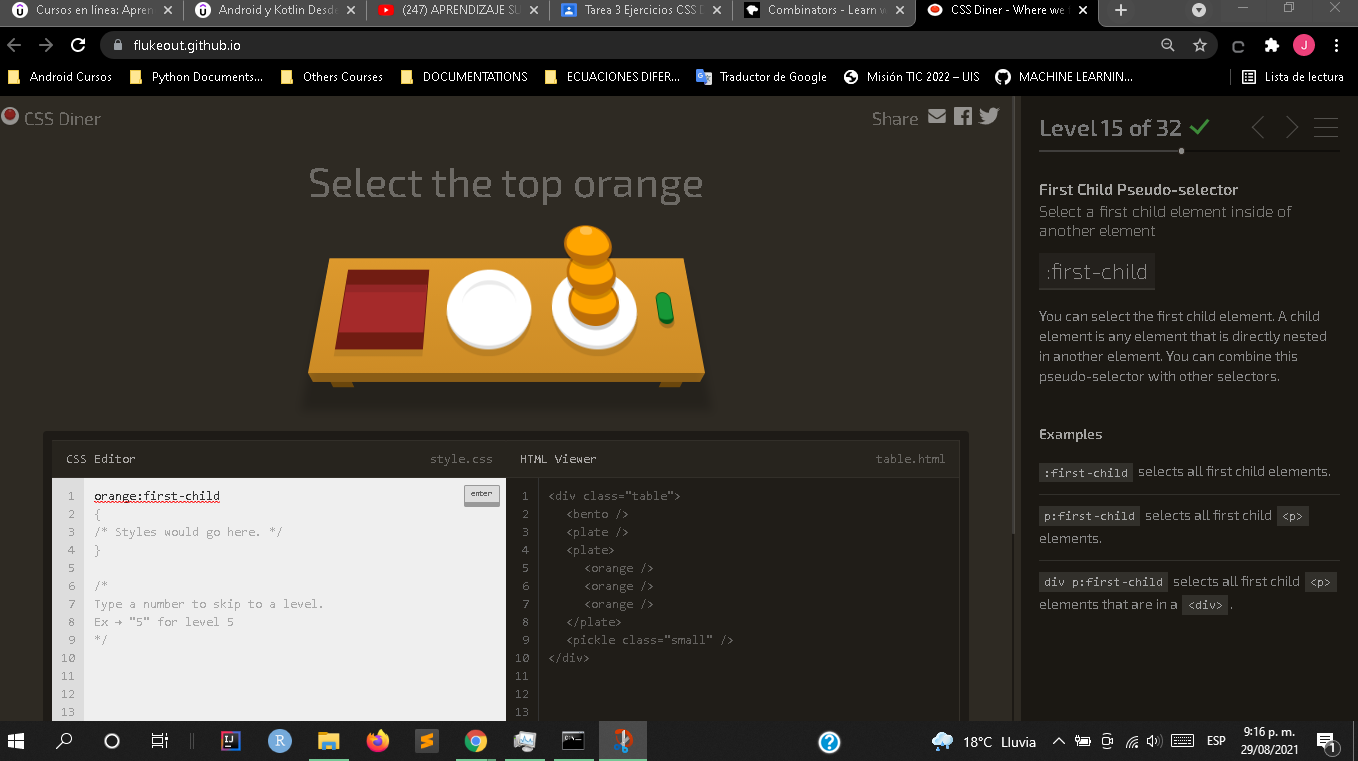 Cursos en línea: Apren
Android y Kotlin Desde
(247) APRENDIZAJE SU
Tarea 3 Ejercicios CSS D
Combinators - Learn w
CSS Diner - Where we
flukeout.github.io
J
Android Cursos
Python Documents...
Others Courses
DOCUMENTATIONS
ECUACIONES DIFER...
Traductor de Google
Misión TIC 2022 – UIS
MACHINE LEARNIN...
Lista de lectura
CSS Diner
Share
Select the top orange
CSS Editor
style.css
1 orange:first-child
2 {
3 /* Styles would go here. */
4 }
5
6 /*
7 Type a number to skip to a level.
8 Ex → "5" for level 5
9 */
10
11
12
13
enter
HTML Viewer
table.html
1 <div class="table">
2 <bento />
3 <plate />
4 <plate>
5 <orange />
6 <orange />
7 <orange />
8 </plate>
9 <pickle class="small" />
10 </div>
11
12
13
Level 15 of 32
First Child Pseudo-selector
Select a first child element inside of
another element
:first-child
You can select the first child element. A child
element is any element that is directly nested
in another element. You can combine this
pseudo-selector with other selectors.
Examples
:first-child selects all first child elements.
p:first-child selects all first child <p>
elements.
div p:first-child selects all first child <p>
elements that are in a <div>.
18°C Lluvia
ESP
9:16 p. m.
29/08/2021
1